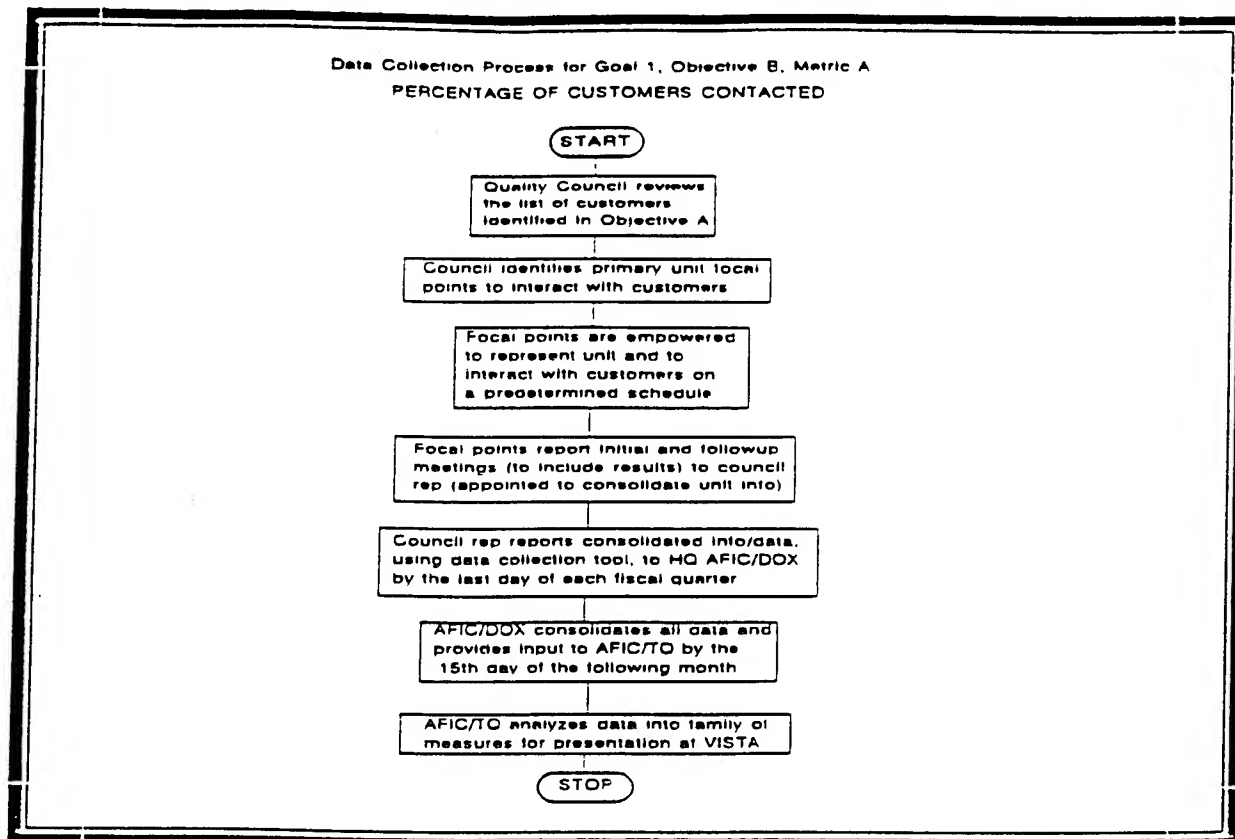 Data Collection Process for Goal 1, Objective B, Metric A
PERCENTAGE OF CUSTOMERS CONTACTED
START
Quality Council reviews
the list of customers
identified in Objective A
Council identifies primary unit focal
points to interact with customers
Focal points are empowered
to represent unit and to
interact with customers on
a predetermined schedule
Focal points report initial and followup
meetings (to include results) to council
rep (appointed to consolidate unit info)
Council rep reports consolidated info/data,
using data collection tool, to HQ AFIC/DOX
by the last day of each fiscal quarter
AFIC/DOX consolidates all data and
provides input to AFIC/TQ by the
15th day of the following month
AFIC/TQ analyzes data into family of
measures for presentation at VISTA
STOP